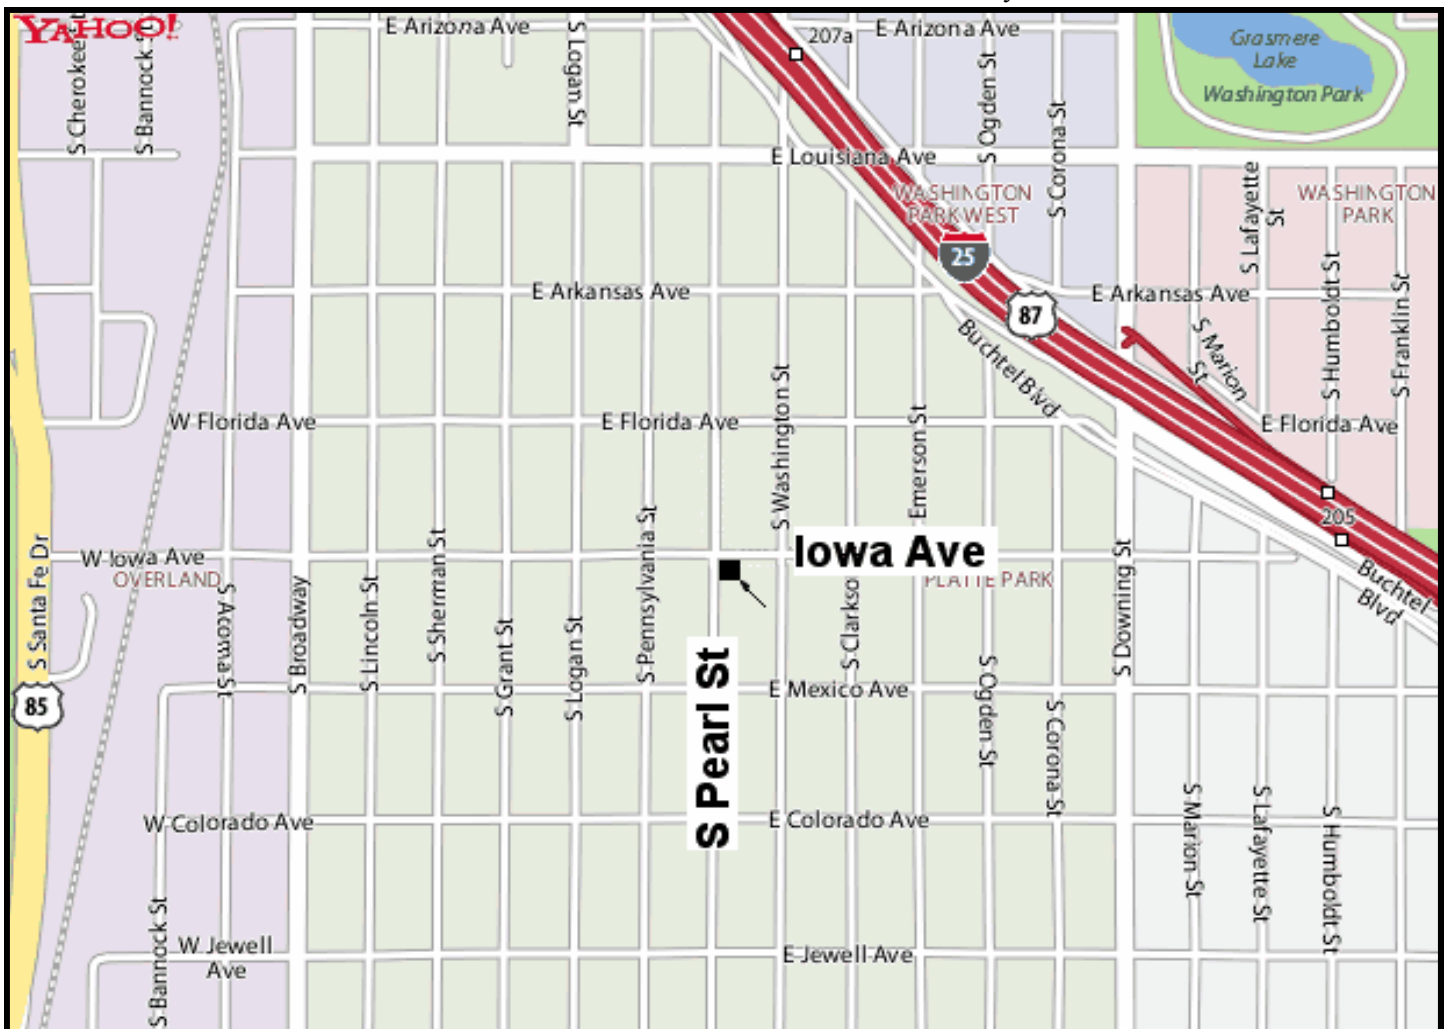 YAHOO!
E Arizona Ave
207a
E Arizona Ave
Grasmere
Lake
Washington Park
S Cherokee St
S Bannock St
S Logan St
S Ogden St
S Corona St
E Louisiana Ave
WASHINGTON
PARK WEST
S Lafayette
St
WASHINGTON
PARK
25
E Arkansas Ave
87
E Arkansas Ave
S Humboldt St
S Franklin St
S Marion
St
Buchtel Blvd
W Florida Ave
E Florida Ave
S Washington St
Emerson St
E Florida Ave
205
S Santa Fe Dr
W Iowa Ave
OVERLAND
S Pennsylvania St
Iowa Ave
PLATTE PARK
S Downing St
Buchtel
Blvd
S Acoma St
S Broadway
S Lincoln St
S Sherman St
S Grant St
S Logan St
S Pearl St
S Clarkso
85
E Mexico Ave
S Ogden St
S Corona St
W Colorado Ave
E Colorado Ave
S Marion St
S Lafayette St
S Humboldt St
S Bannock St
W Jewell
Ave
E Jewell Ave